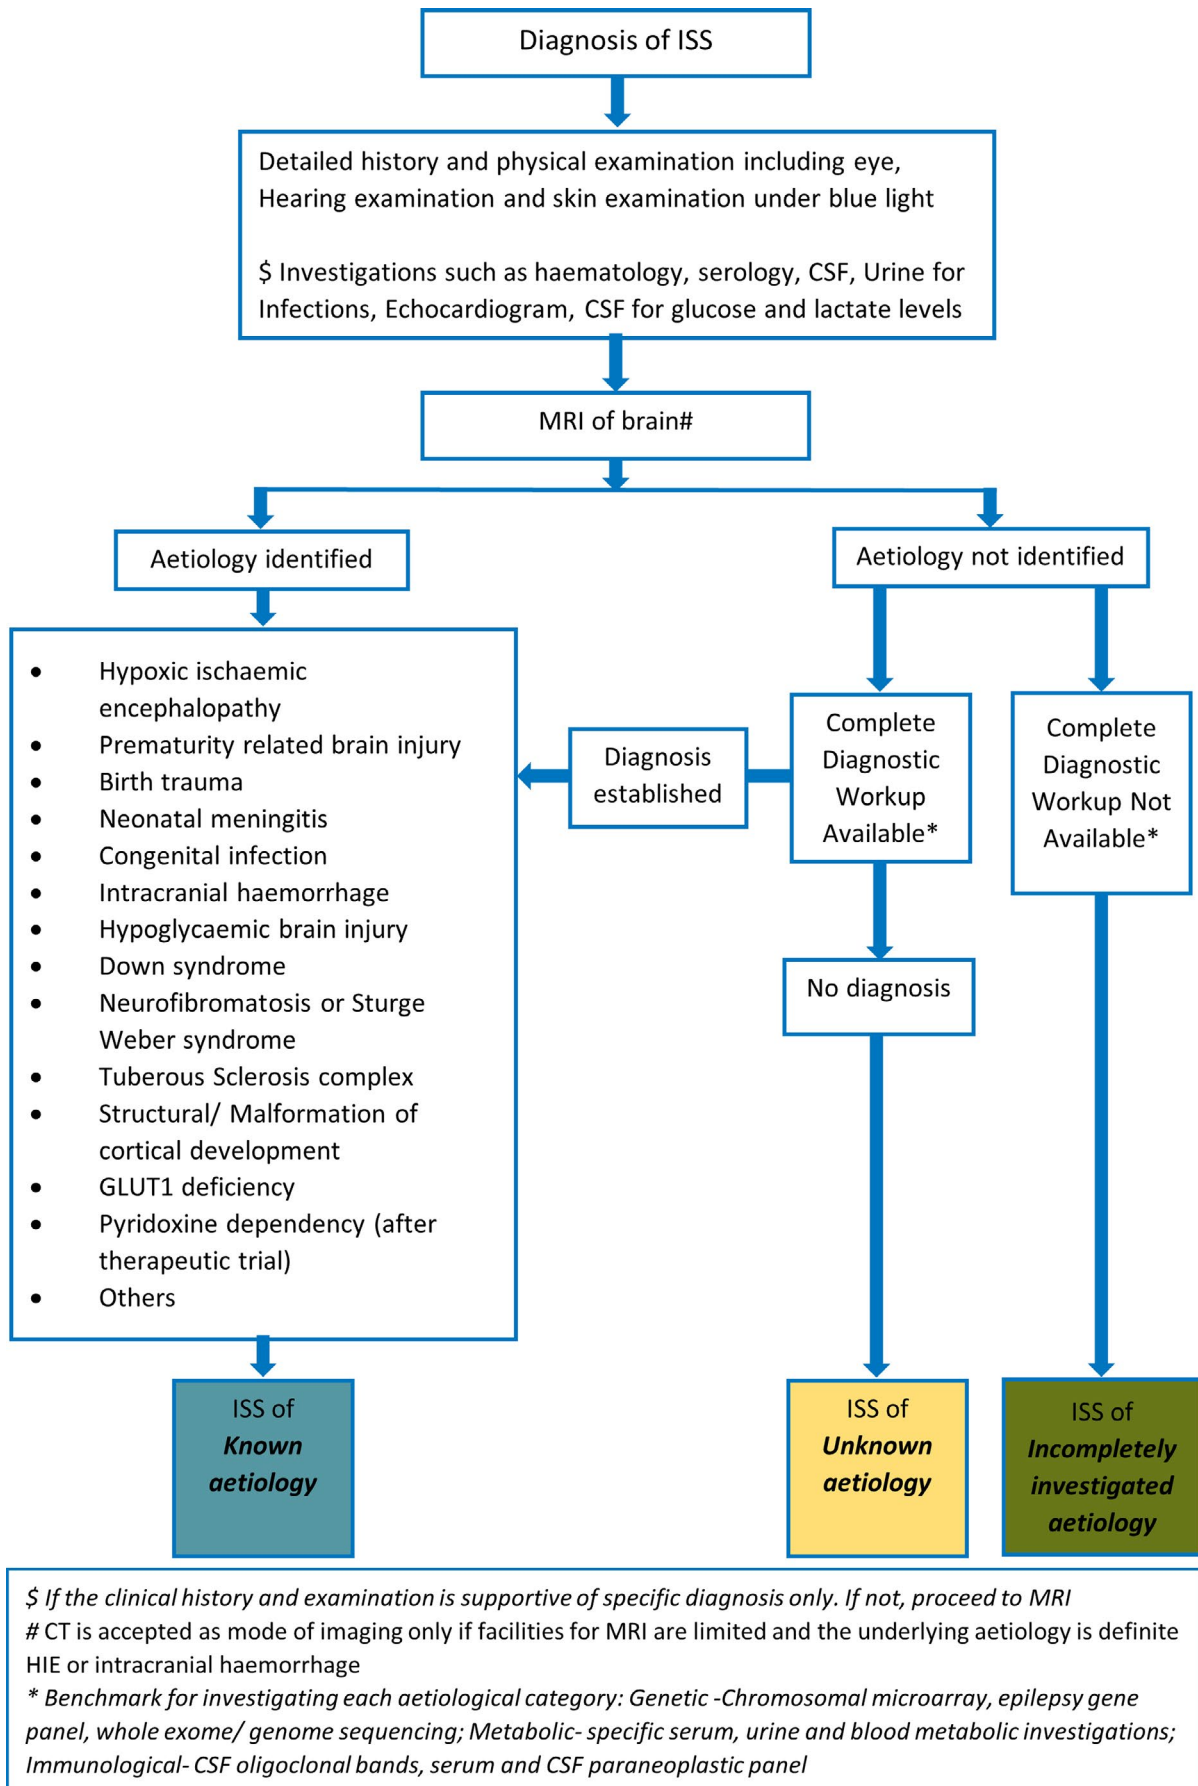 Diagnosis of ISS
Detailed history and physical examination including eye,
Hearing examination and skin examination under blue light
$ Investigations such as haematology, serology, CSF, Urine for
Infections, Echocardiogram, CSF for glucose and lactate levels
MRI of brain#
Aetiology identified
Aetiology not identified
• Hypoxic ischaemic
encephalopathy
• Prematurity related brain injury
• Birth trauma
• Neonatal meningitis
• Congenital infection
• Intracranial haemorrhage
• Hypoglycaemic brain injury
• Down syndrome
• Neurofibromatosis or Sturge
Weber syndrome
• Tuberous Sclerosis complex
• Structural/ Malformation of
cortical development
• GLUT1 deficiency
• Pyridoxine dependency (after
therapeutic trial)
• Others
Diagnosis
established
Complete
Diagnostic
Workup
Available*
Complete
Diagnostic
Workup Not
Available*
No diagnosis
ISS of
Known
aetiology
ISS of
Unknown
aetiology
ISS of
Incompletely
investigated
aetiology
$ If the clinical history and examination is supportive of specific diagnosis only. If not, proceed to MRI
# CT is accepted as mode of imaging only if facilities for MRI are limited and the underlying aetiology is definite
HIE or intracranial haemorrhage
* Benchmark for investigating each aetiological category: Genetic -Chromosomal microarray, epilepsy gene
panel, whole exome/ genome sequencing; Metabolic- specific serum, urine and blood metabolic investigations;
Immunological- CSF oligoclonal bands, serum and CSF paraneoplastic panel